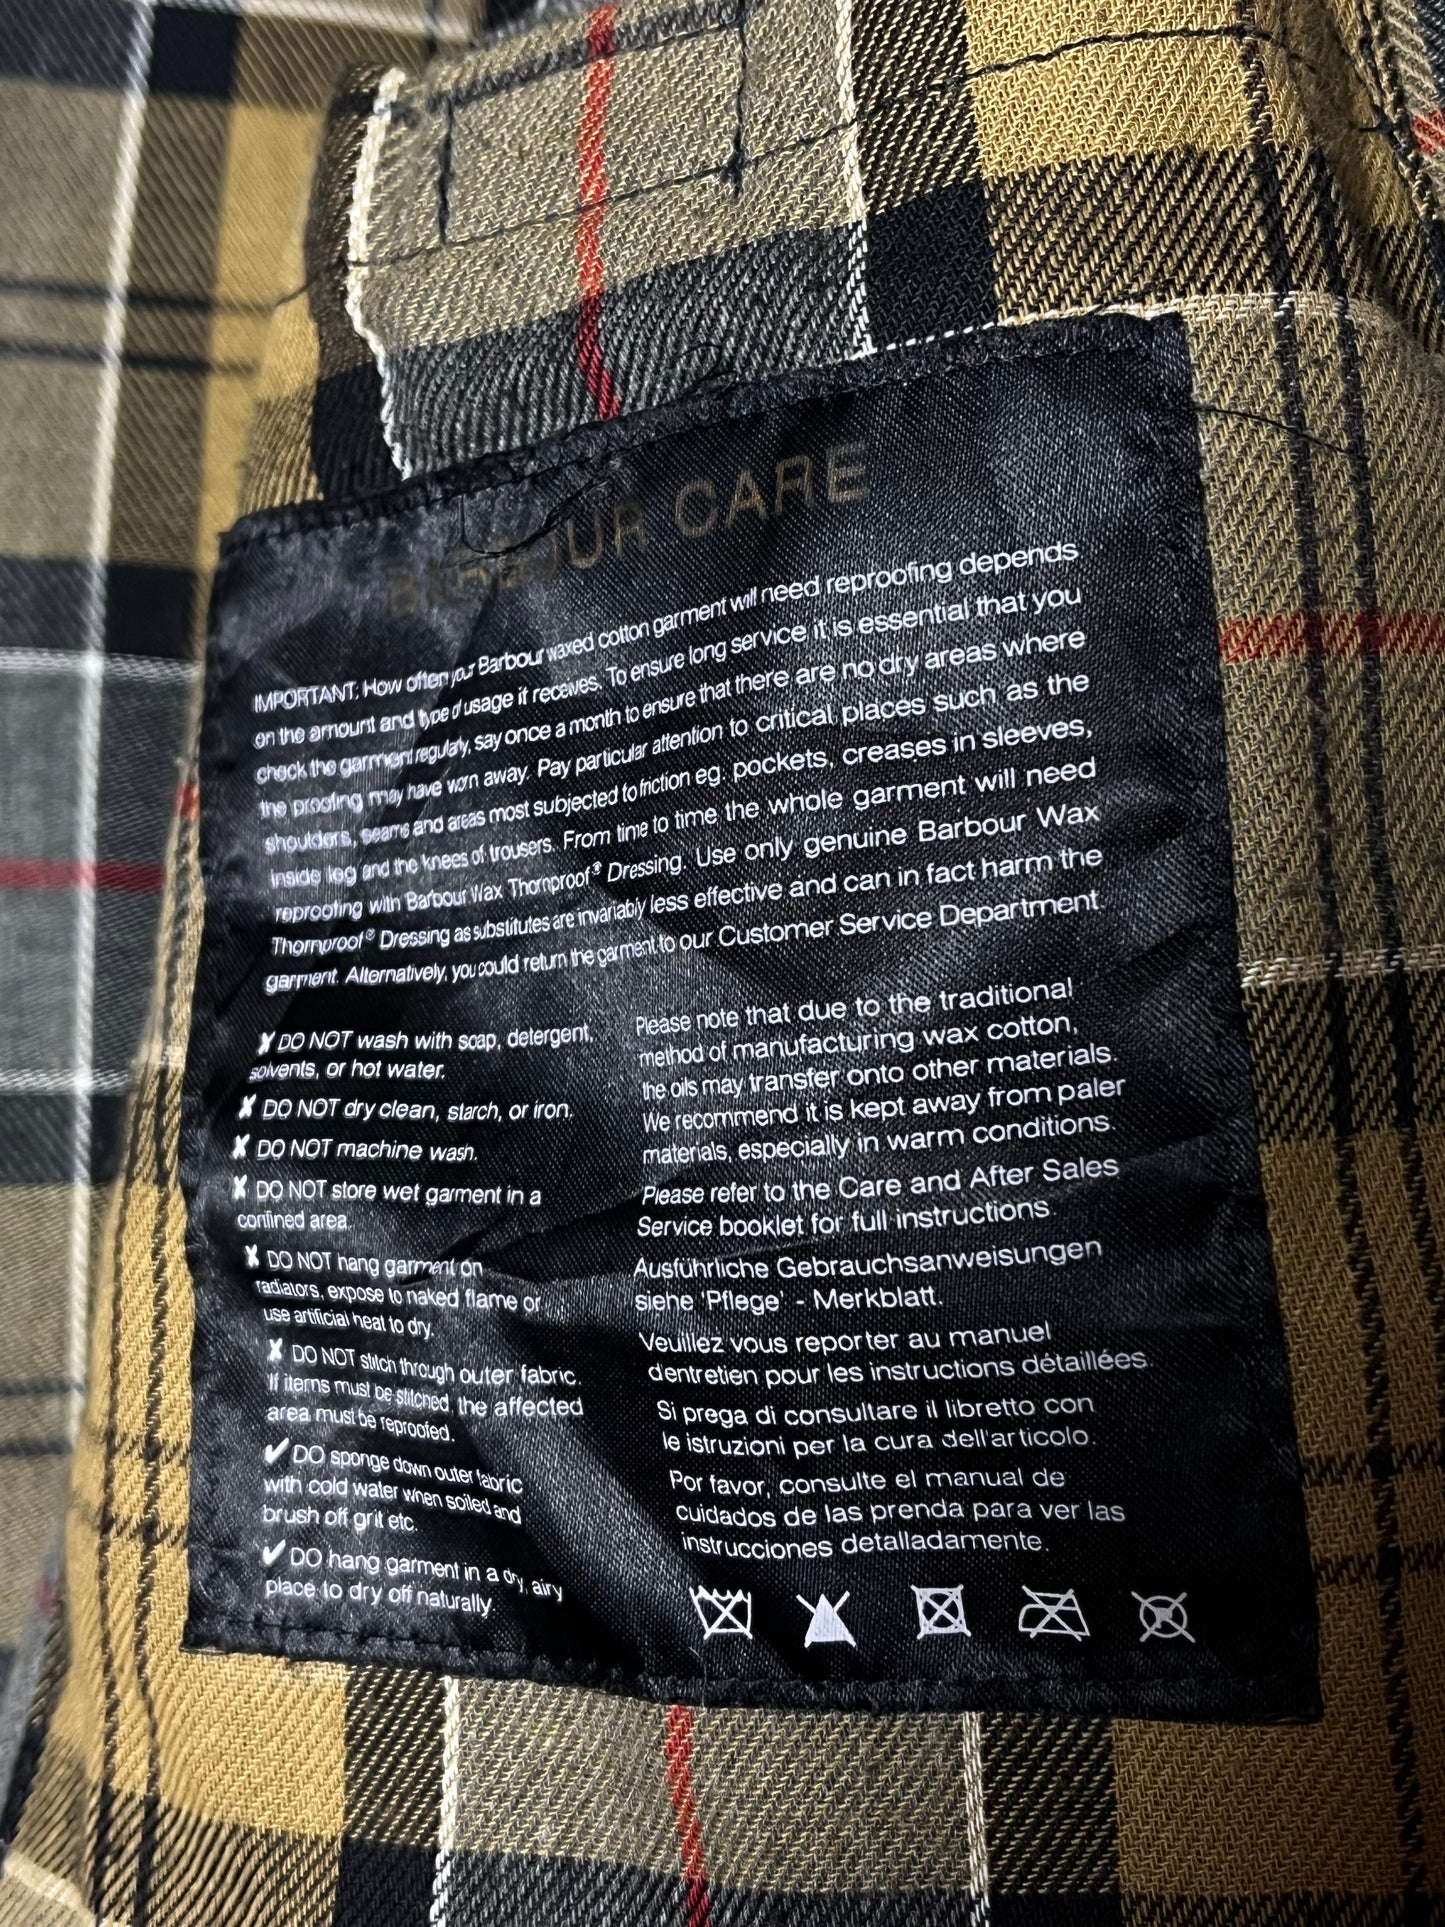 BARBOUR CARE
IMPORTANT: How often your Barbour waxed cotton garment will need reproofing depends
on the amount and type of usage it receives. To ensure long service it is essential that you
check the garment regularly, say once a month to ensure that there are no dry areas where
the proofing may have worn away. Pay particular attention to critical places such as the
shoulders, seams and areas most subjected to friction eg. pockets, creases in sleeves,
inside leg and the knees of trousers. From time to time the whole garment will need
reproofing with Barbour Wax Thornproof® Dressing. Use only genuine Barbour Wax
Thornproof® Dressing as substitutes are invariably less effective and can in fact harm the
garment. Alternatively, you could return the garment to our Customer Service Department
✘ DO NOT wash with soap, detergent,
solvents, or hot water.
✘ DO NOT dry clean, starch, or iron.
✘ DO NOT machine wash.
✘ DO NOT store wet garment in a
confined area.
✘ DO NOT hang garment on
radiators, expose to naked flame or
use artificial heat to dry.
✘ DO NOT stitch through outer fabric.
If items must be stitched, the affected
area must be reproofed.
✔ DO sponge down outer fabric
with cold water when soiled and
brush off grit etc.
✔ DO hang garment in a dry, airy
place to dry off naturally.
Please note that due to the traditional
method of manufacturing wax cotton,
the oils may transfer onto other materials.
We recommend it is kept away from paler
materials, especially in warm conditions.
Please refer to the Care and After Sales
Service booklet for full instructions.
Ausführliche Gebrauchsanweisungen
siehe 'Pflege' - Merkblatt.
Veuillez vous reporter au manuel
d'entretien pour les instructions détaillées.
Si prega di consultare il libretto con
le istruzioni per la cura dell'articolo.
Por favor, consulte el manual de
cuidados de las prenda para ver las
instrucciones detalladamente.